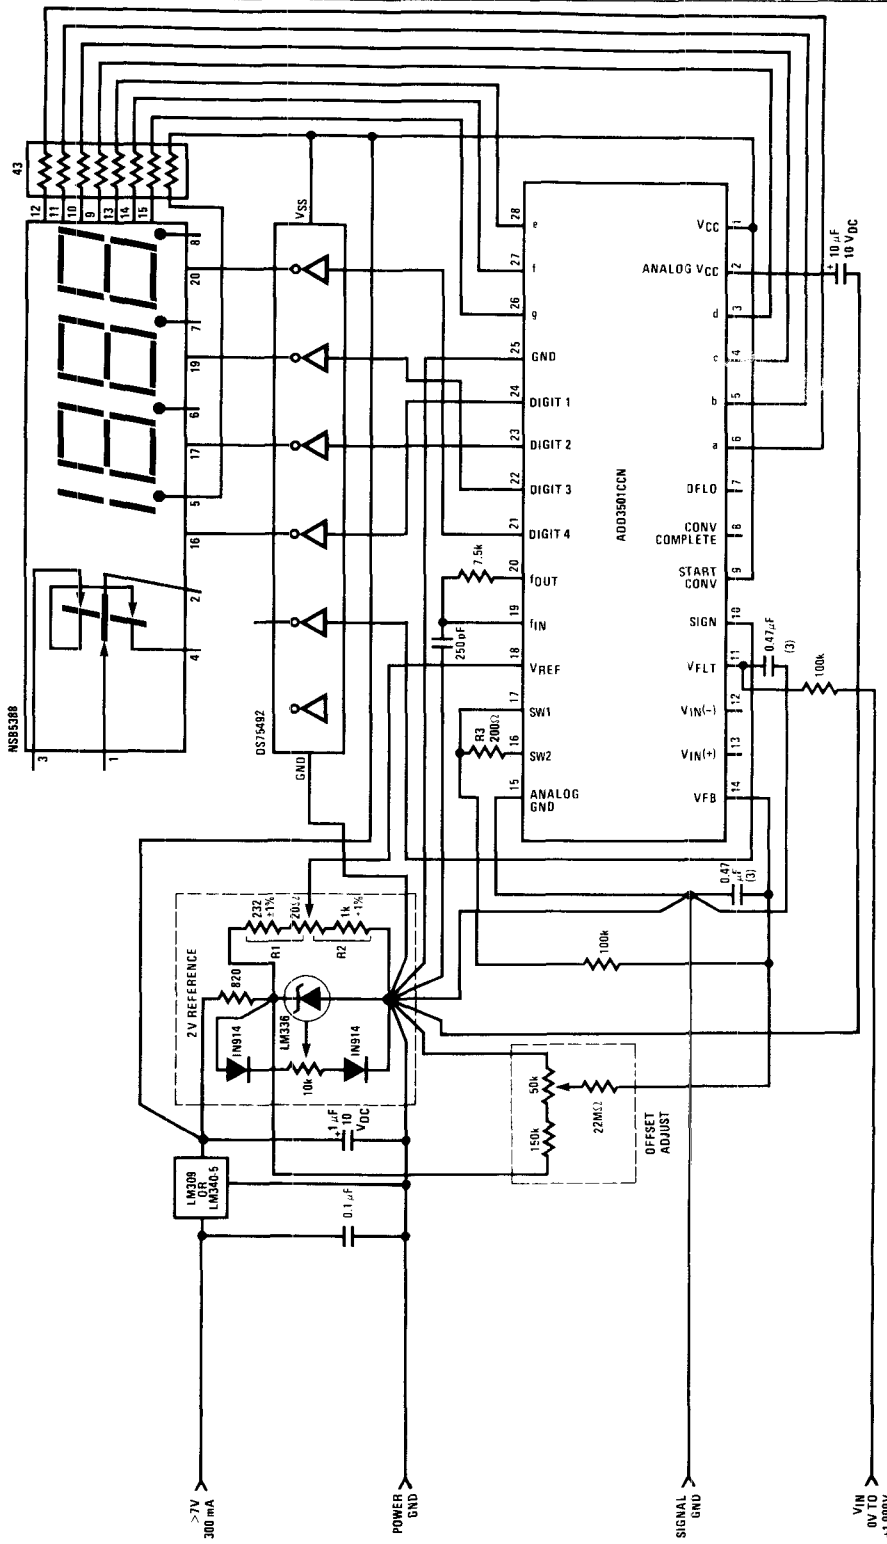 43
12
11
10
9
13
14
15
8
20
7
19
6
17
5
16
2
4
NSB5388
3
1
VSS
DS75492
GND
28
27
26
25
24
23
22
21
20
19
18
17
16
15
e
f
g
GND
DIGIT 1
DIGIT 2
DIGIT 3
DIGIT 4
fOUT
fIN
VREF
SW1
SW2
ANALOG
GND
ADD3501CCN
VCC
ANALOG VCC
d
c
b
a
OFLO
CONV
COMPLETE
START
CONV
SIGN
VFLT
VIN(-)
VIN(+)
VFB
1
2
3
4
5
6
7
8
9
10
11
12
13
14
+ 10 µF
10 VDC
7.5k
250 pF
R3
200Ω
0.47µF
(3)
100k
0.47
µF
(3)
100k
2V REFERENCE
232
±1%
20Ω
1k
R1
R2
820
LM336
IN914
IN914
10k
+1 µF
10
VDC
LM309
OR
LM340-5
0.1 µF
50k
150k
22MΩ
OFFSET
ADJUST
>7V
300 mA
POWER
GND
SIGNAL
GND
VIN
0V TO